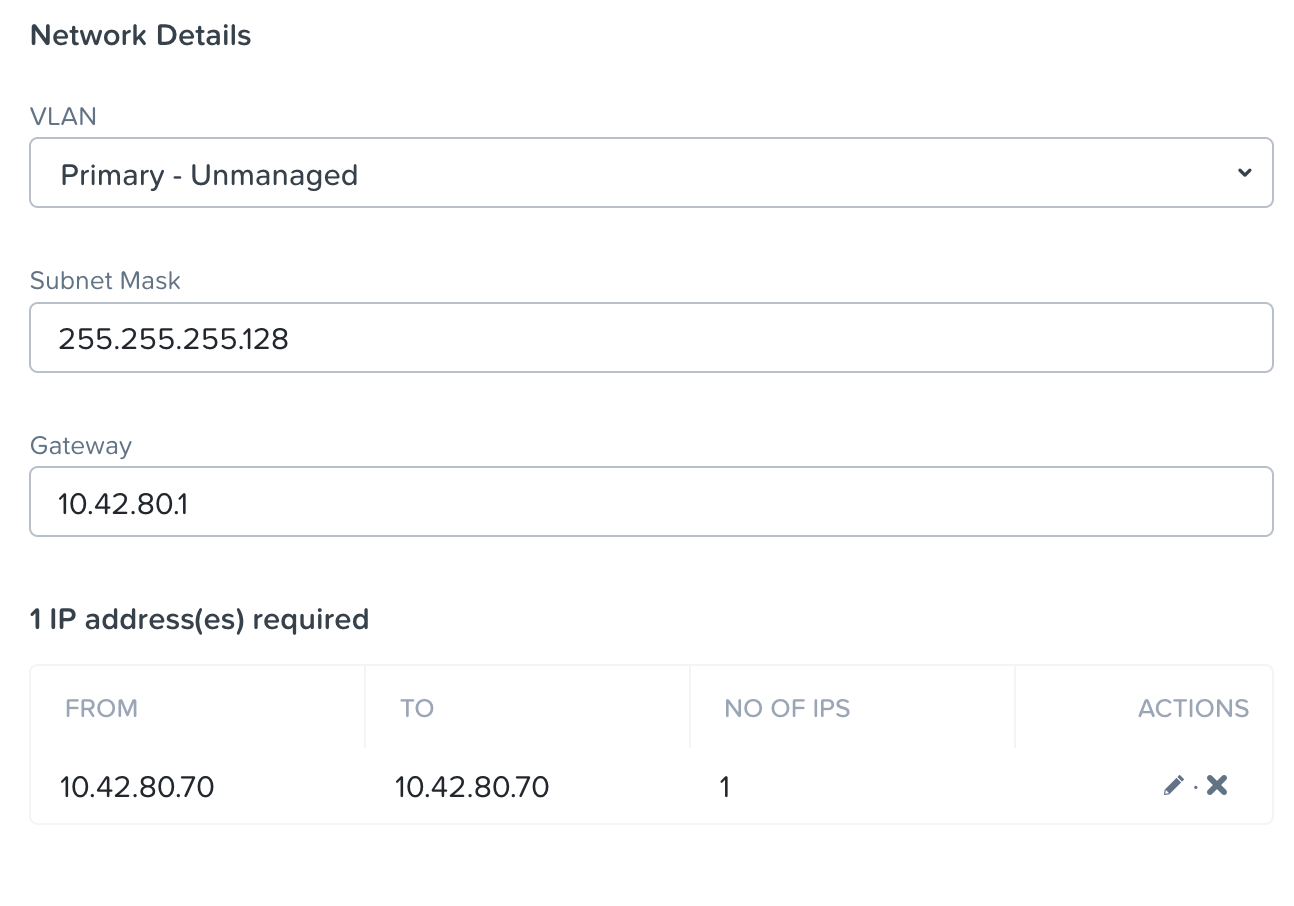 Network Details
VLAN
Primary - Unmanaged
Subnet Mask
255.255.255.128
Gateway
10.42.80.1
1 IP address(es) required
FROM TO NO OF IPS ACTIONS
10.42.80.70 10.42.80.70 1